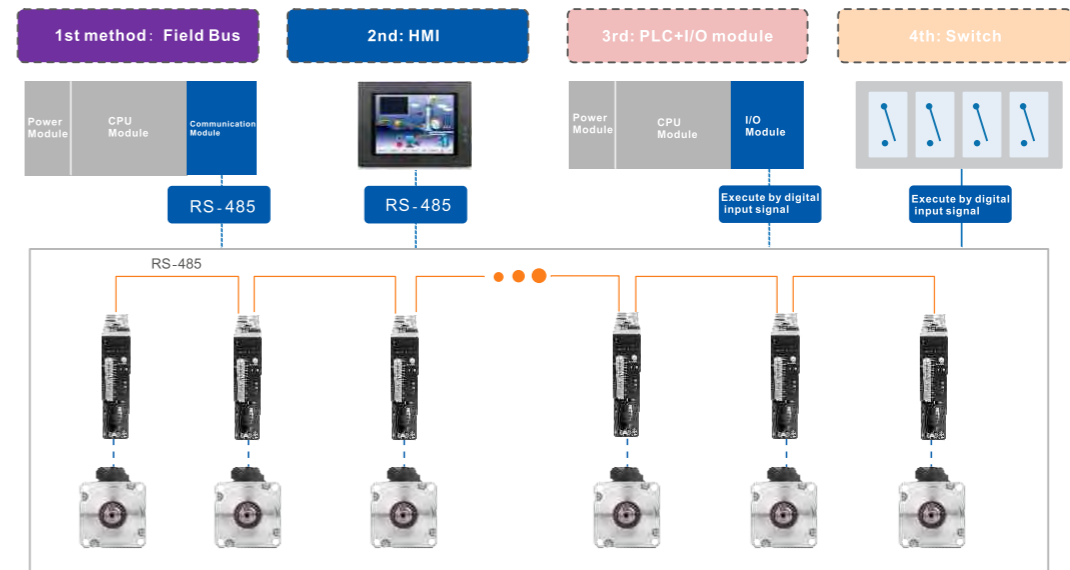 1st method: Field Bus
2nd: HMI
3rd: PLC+I/O module
4th: Switch
Power
Module
CPU
Module
Communication
Module
Power
Module
CPU
Module
I/O
Module
RS-485
RS-485
Execute by digital
input signal
Execute by digital
input signal
RS-485